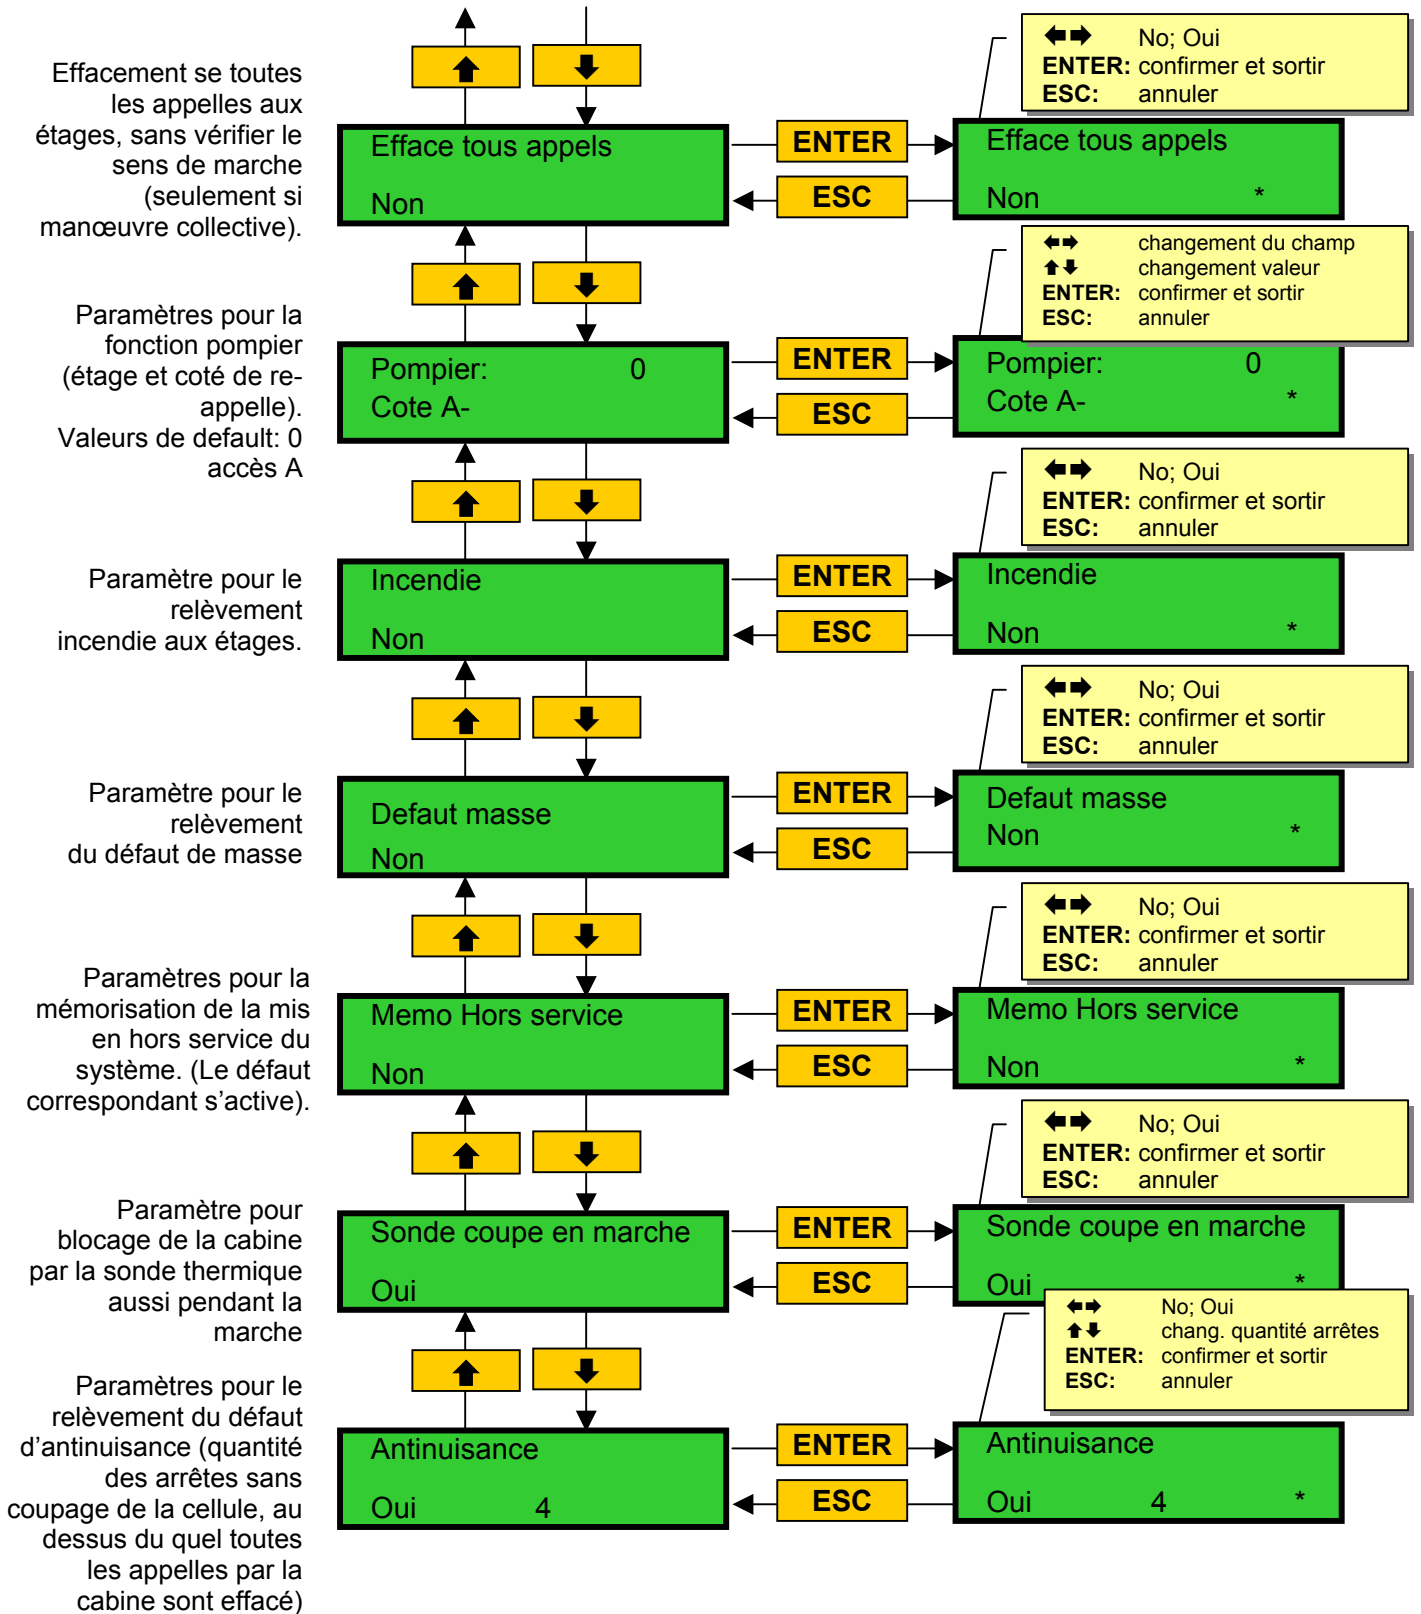 Effacement se toutes
les appelles aux
étages, sans vérifier le
sens de marche
(seulement si
manœuvre collective).
Efface tous appels
Non
ENTER
ESC
No; Oui
ENTER: confirmer et sortir
ESC: annuler
Efface tous appels
Non *
Paramètres pour la
fonction pompier
(étage et coté de re-
appelle).
Valeurs de default: 0
accès A
Pompier: 0
Cote A-
ENTER
ESC
changement du champ
changement valeur
ENTER: confirmer et sortir
ESC: annuler
Pompier: 0
Cote A- *
Paramètre pour le
relèvement
incendie aux étages.
Incendie
Non
ENTER
ESC
No; Oui
ENTER: confirmer et sortir
ESC: annuler
Incendie
Non *
Paramètre pour le
relèvement
du défaut de masse
Defaut masse
Non
ENTER
ESC
No; Oui
ENTER: confirmer et sortir
ESC: annuler
Defaut masse
Non *
Paramètres pour la
mémorisation de la mis
en hors service du
système. (Le défaut
correspondant s’active).
Memo Hors service
Non
ENTER
ESC
No; Oui
ENTER: confirmer et sortir
ESC: annuler
Memo Hors service
Non *
Paramètre pour
blocage de la cabine
par la sonde thermique
aussi pendant la
marche
Sonde coupe en marche
Oui
ENTER
ESC
No; Oui
ENTER: confirmer et sortir
ESC: annuler
Sonde coupe en marche
Oui *
Paramètres pour le
relèvement du défaut
d’antinuisance (quantité
des arrêtes sans
coupage de la cellule, au
dessus du quel toutes
les appelles par la
cabine sont effacé)
Antinuisance
Oui 4
ENTER
ESC
No; Oui
chang. quantité arrêtes
ENTER: confirmer et sortir
ESC: annuler
Antinuisance
Oui 4 *